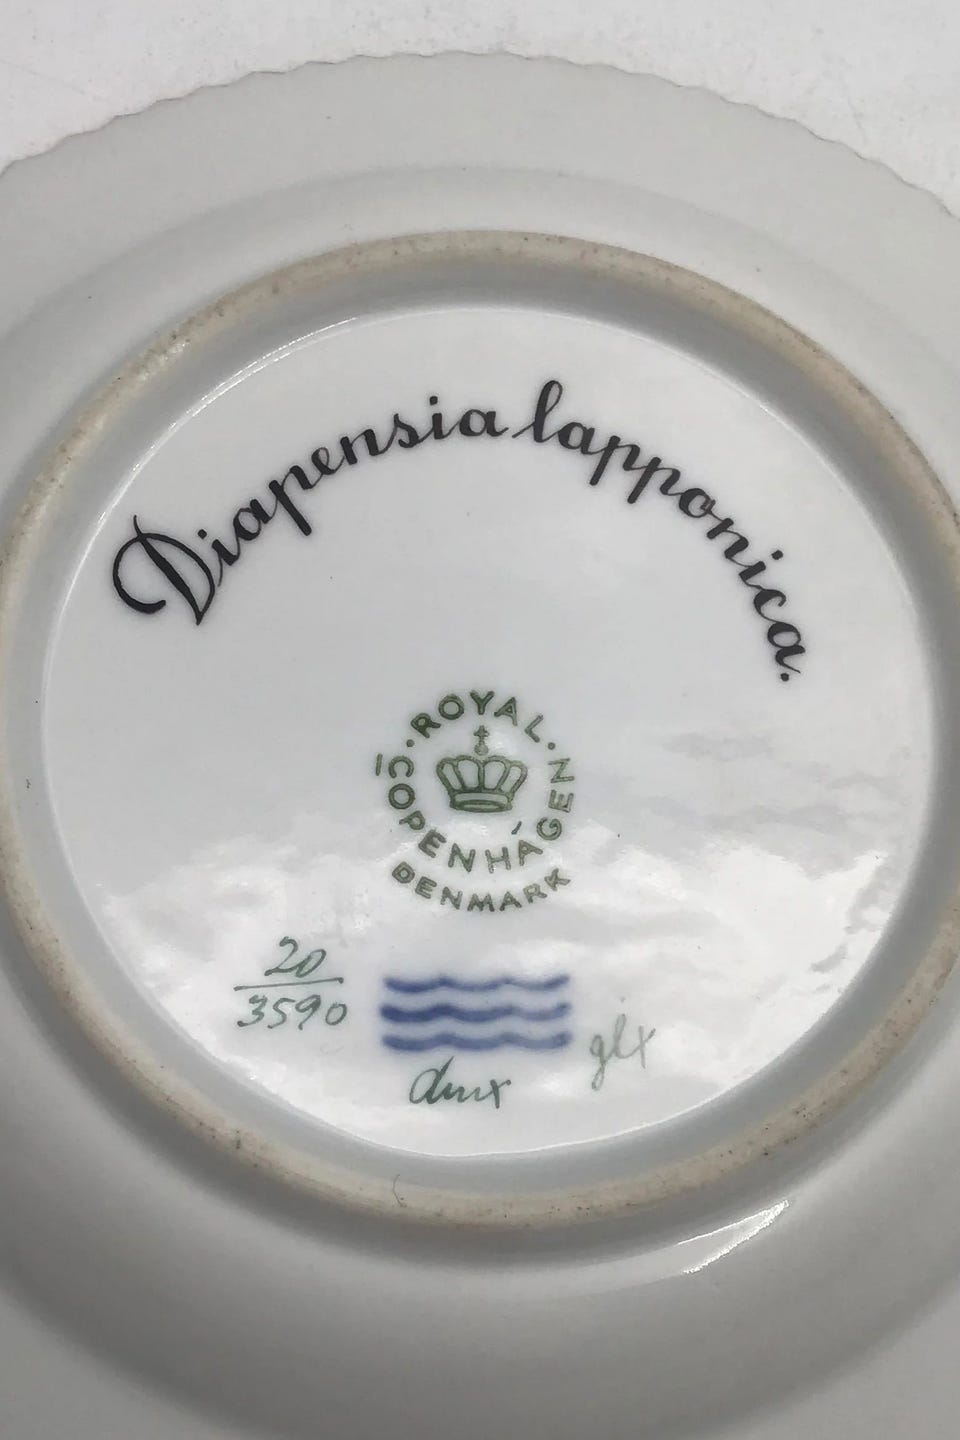 Diapensia lapponica.
ROYAL
COPENHAGEN
DENMARK
20
3590